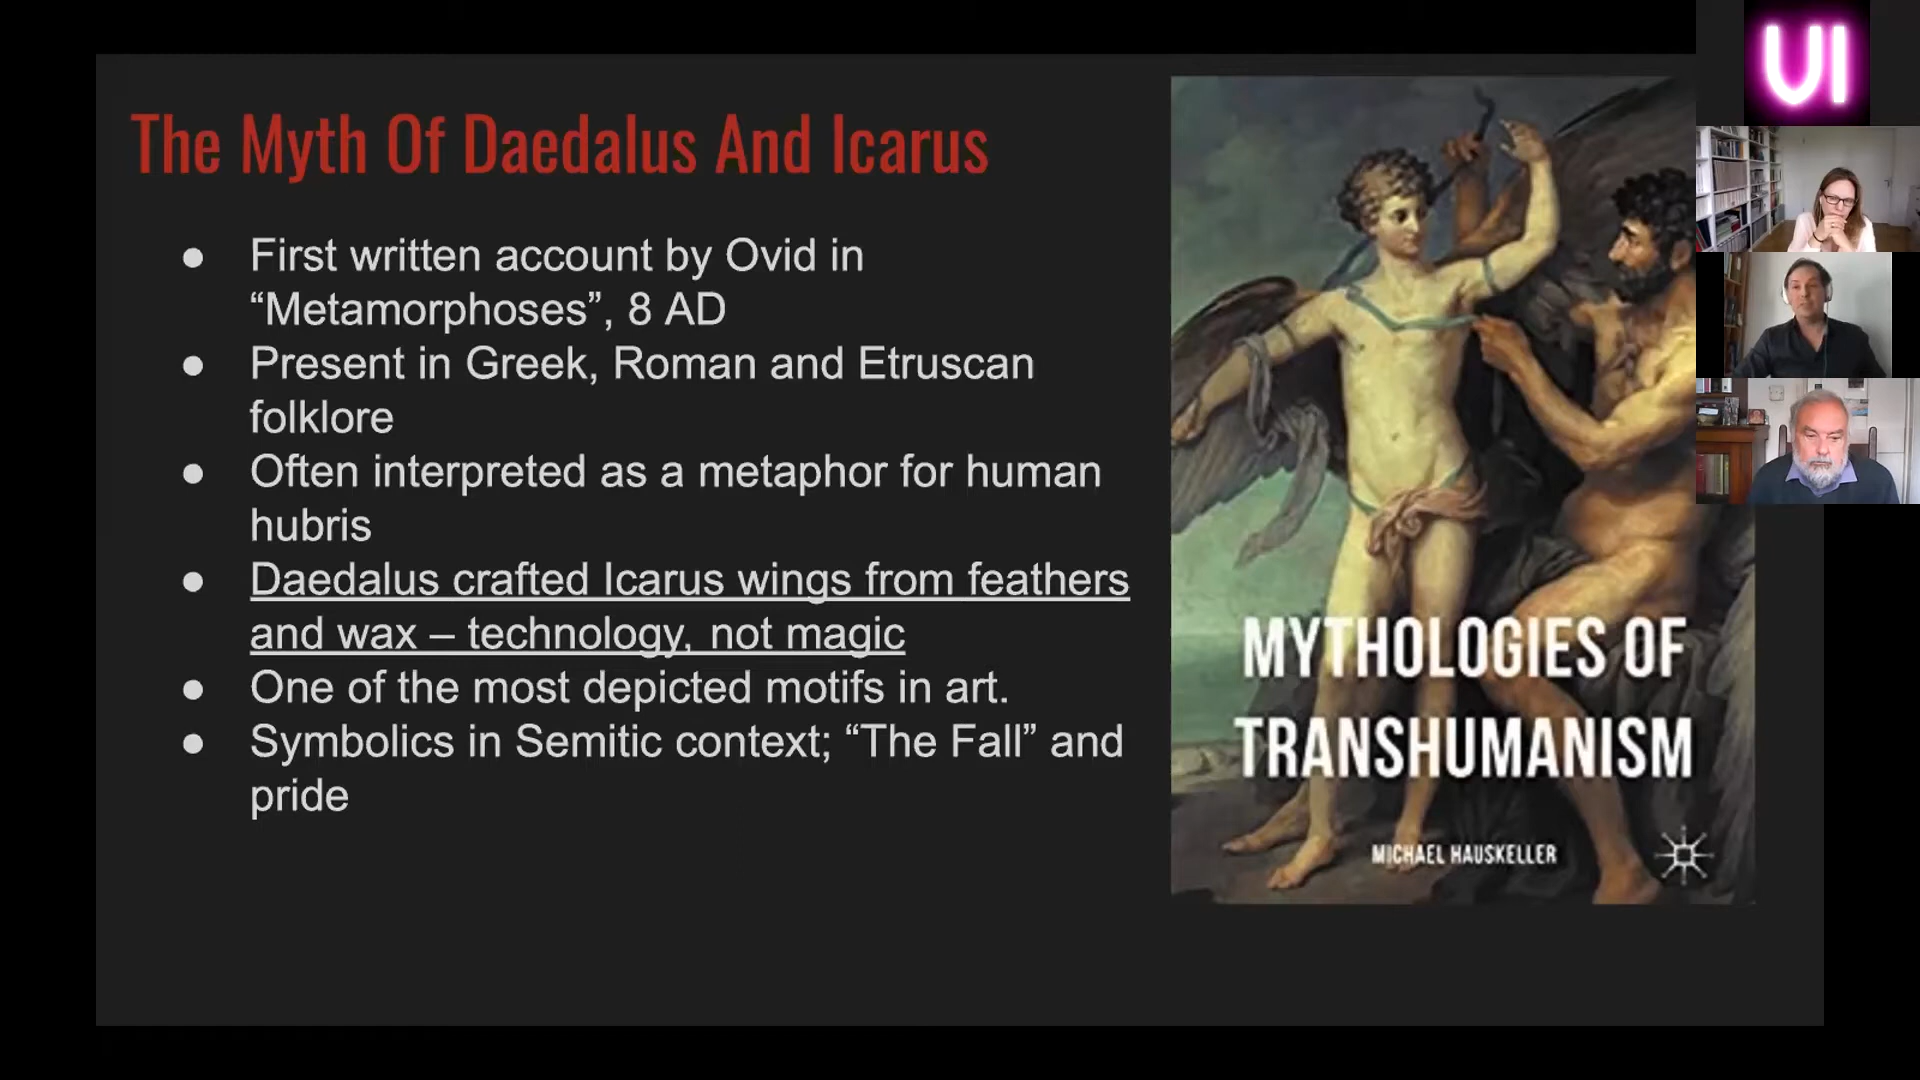 The Myth Of Daedalus And Icarus
● First written account by Ovid in
“Metamorphoses”, 8 AD
● Present in Greek, Roman and Etruscan
folklore
● Often interpreted as a metaphor for human
hubris
● Daedalus crafted Icarus wings from feathers
and wax – technology, not magic
● One of the most depicted motifs in art.
● Symbolics in Semitic context; “The Fall” and
pride
MYTHOLOGIES OF
TRANSHUMANISM
MICHAEL HAUSKELLER
UI